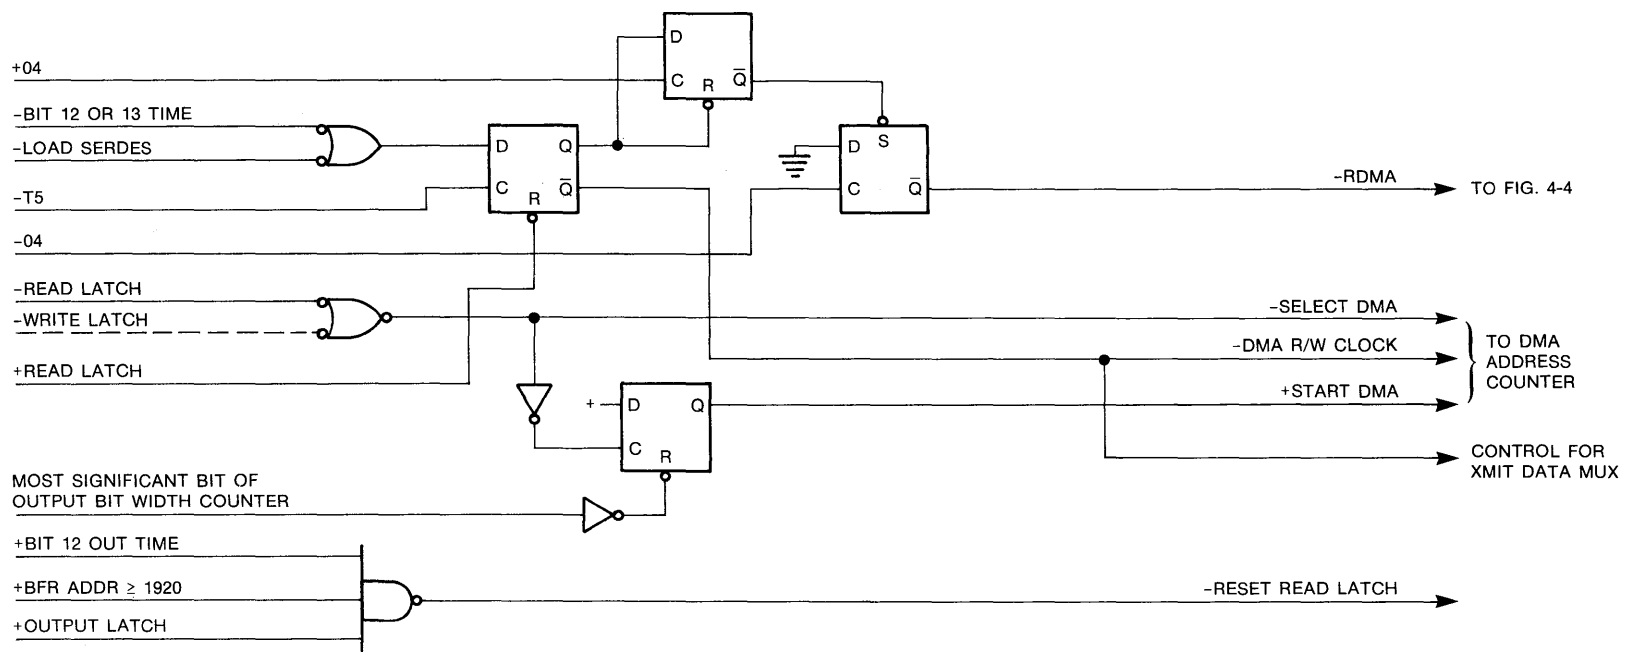 D
+04
C
R
Q
-BIT 12 OR 13 TIME
-LOAD SERDES
D
Q
D
S
-T5
C
R
Q
C
Q
-RDMA
TO FIG. 4-4
-04
-READ LATCH
-WRITE LATCH
-SELECT DMA
-DMA R/W CLOCK
TO DMA
ADDRESS
COUNTER
+READ LATCH
+
D
Q
+START DMA
C
R
CONTROL FOR
XMIT DATA MUX
MOST SIGNIFICANT BIT OF
OUTPUT BIT WIDTH COUNTER
+BIT 12 OUT TIME
+BFR ADDR ≥ 1920
-RESET READ LATCH
+OUTPUT LATCH